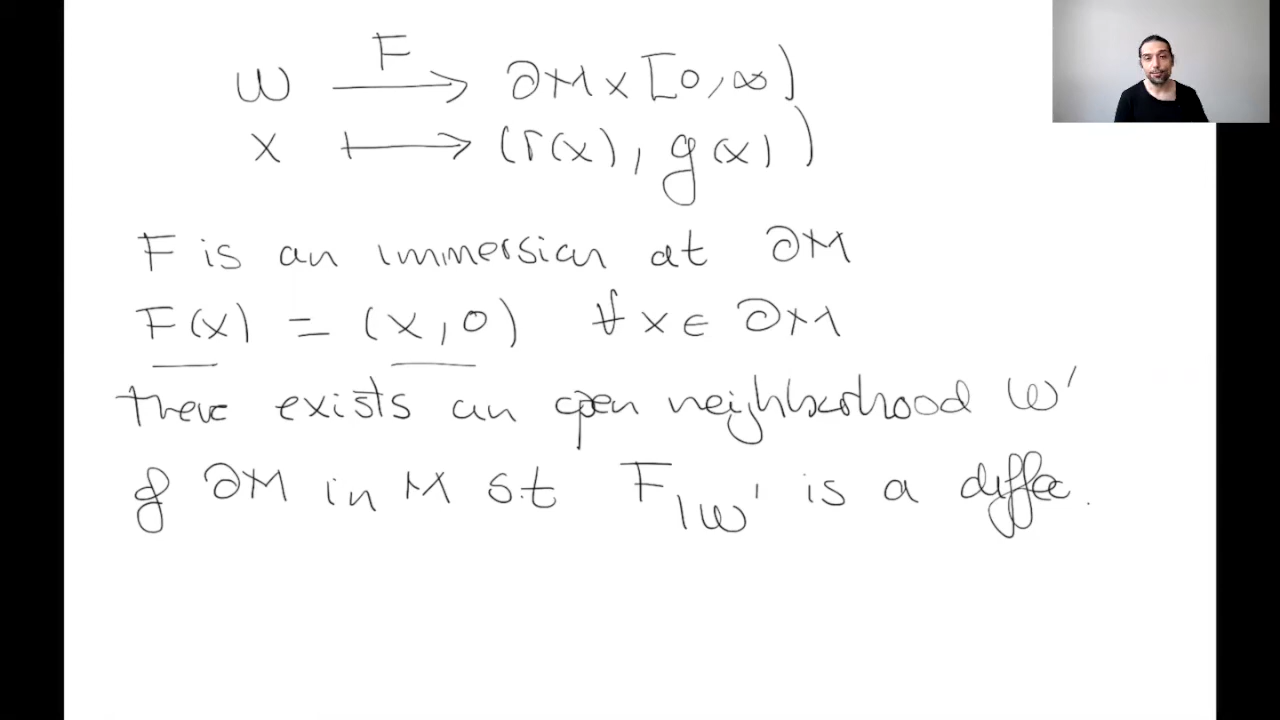 W F→ ∂M × [0, ∞)
x ⟼ (r(x), g(x))
F is an immersion at ∂M
F(x) = (x, 0) ∀ x ∈ ∂M
there exists an open neighborhood W'
of ∂M in M s.t F|W' is a diffeo.